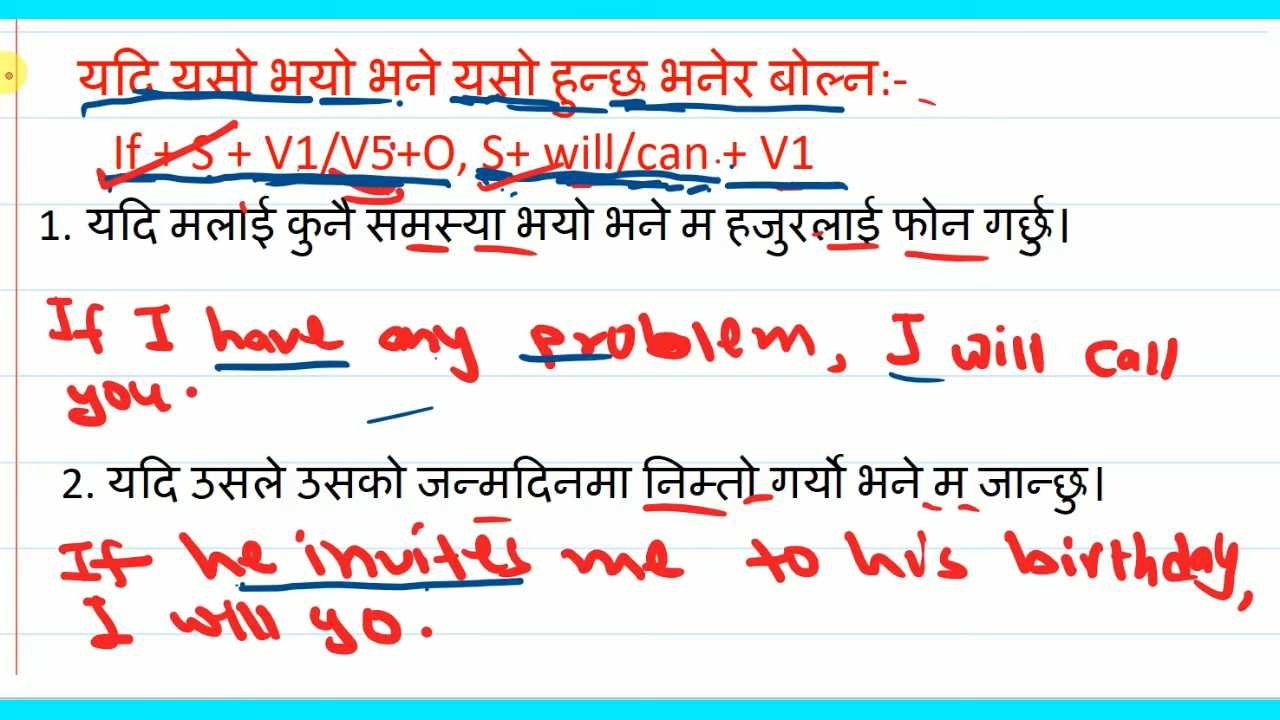 यदि यसो भयो भने यसो हुन्छ भनेर बोल्न:-
If + S + V1/V5+O, S+ will/can + V1
1. यदि मलाई कुनै समस्या भयो भने म हजुरलाई फोन गर्छु।
If I have any problem, I will call
you.
2. यदि उसले उसको जन्मदिनमा निम्तो गर्यो भने म जान्छु।
If he invites me to his birthday,
I will go.